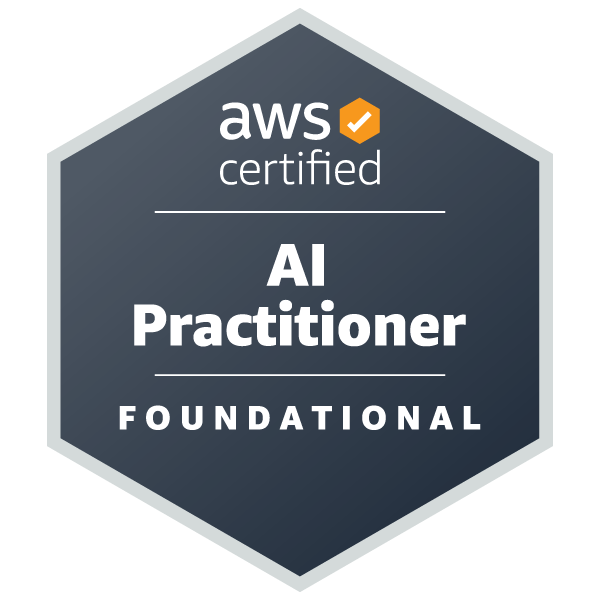 aws
certified
AI
Practitioner
FOUNDATIONAL